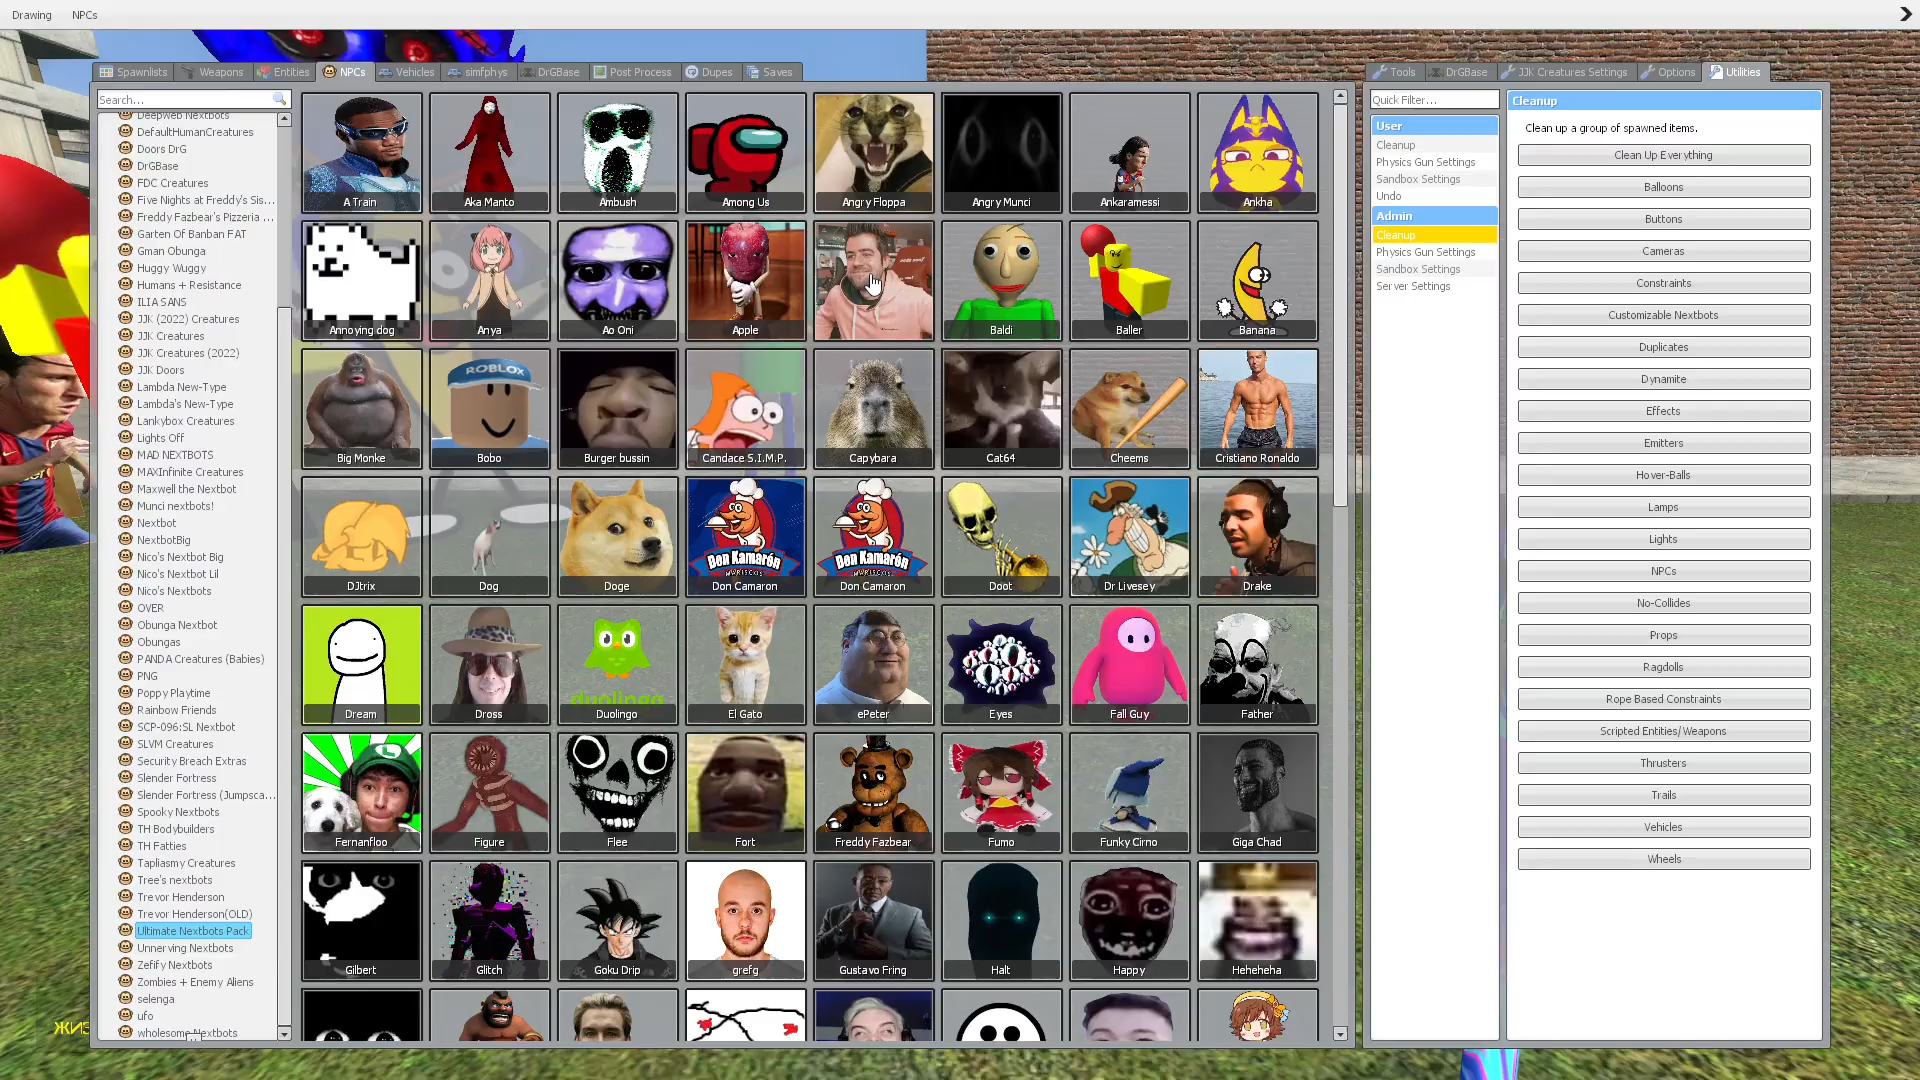 Drawing NPCs
Spawnlists Weapons Entities NPCs Vehicles simfphys DrGBase Post Process Dupes Saves
Search...
DeepWeb Nextbots
DefaultHumanCreatures
Doors DrG
DrGBase
FDC Creatures
Five Nights at Freddy's Sis...
Freddy Fazbear's Pizzeria ...
Garten Of Banban FAT
Gman Obunga
Huggy Wuggy
Humans + Resistance
ILIA SANS
JJK (2022) Creatures
JJK Creatures
JJK Creatures (2022)
JJK Doors
Lambda New-Type
Lambda's New-Type
Lankybox Creatures
Lights Off
MAD NEXTBOTS
MAXInfinite Creatures
Maxwell the Nextbot
Munci nextbots!
Nextbot
NextbotBig
Nico's Nextbot Big
Nico's Nextbot Lil
Nico's Nextbots
OVER
Obunga Nextbot
Obungas
PANDA Creatures (Babies)
PNG
Poppy Playtime
Rainbow Friends
SCP-096:SL Nextbot
SLVM Creatures
Security Breach Extras
Slender Fortress
Slender Fortress (Jumpsca...
Spooky Nextbots
TH Bodybuilders
TH Fatties
Tapliasmy Creatures
Tree's nextbots
Trevor Henderson
Trevor Henderson(OLD)
Ultimate Nextbots Pack
Unnerving Nextbots
Zefify Nextbots
Zombies + Enemy Aliens
selenga
ufo
wholesome Nextbots
ЖИЗ
A Train Aka Manto Ambush Among Us Angry Floppa Angry Munci Ankaramessi Ankha
Annoying dog Anya Ao Oni Apple Baldi Baller Banana
ROBLOX
Big Monke Bobo Burger bussin Candace S.I.M.P. Capybara Cat64 Cheems Cristiano Ronaldo
Don Kamarón Don Kamarón
MARISCXIS MARISCXIS
DJtrix Dog Doge Don Camaron Don Camaron Doot Dr Livesey Drake
duolingo
Dream Dross Duolingo El Gato ePeter Eyes Fall Guy Father
L
Fernanfloo Figure Flee Fort Freddy Fazbear Fumo Funky Cirno Giga Chad
Gilbert Glitch Goku Drip grefg Gustavo Fring Halt Happy Heheheha
Tools DrGBase JJK Creatures Settings Options Utilities
Quick Filter...
User
Cleanup
Physics Gun Settings
Sandbox Settings
Undo
Admin
Cleanup
Physics Gun Settings
Sandbox Settings
Server Settings
Cleanup
Clean up a group of spawned items.
Clean Up Everything
Balloons
Buttons
Cameras
Constraints
Customizable Nextbots
Duplicates
Dynamite
Effects
Emitters
Hover-Balls
Lamps
Lights
NPCs
No-Collides
Props
Ragdolls
Rope Based Constraints
Scripted Entities/Weapons
Thrusters
Trails
Vehicles
Wheels